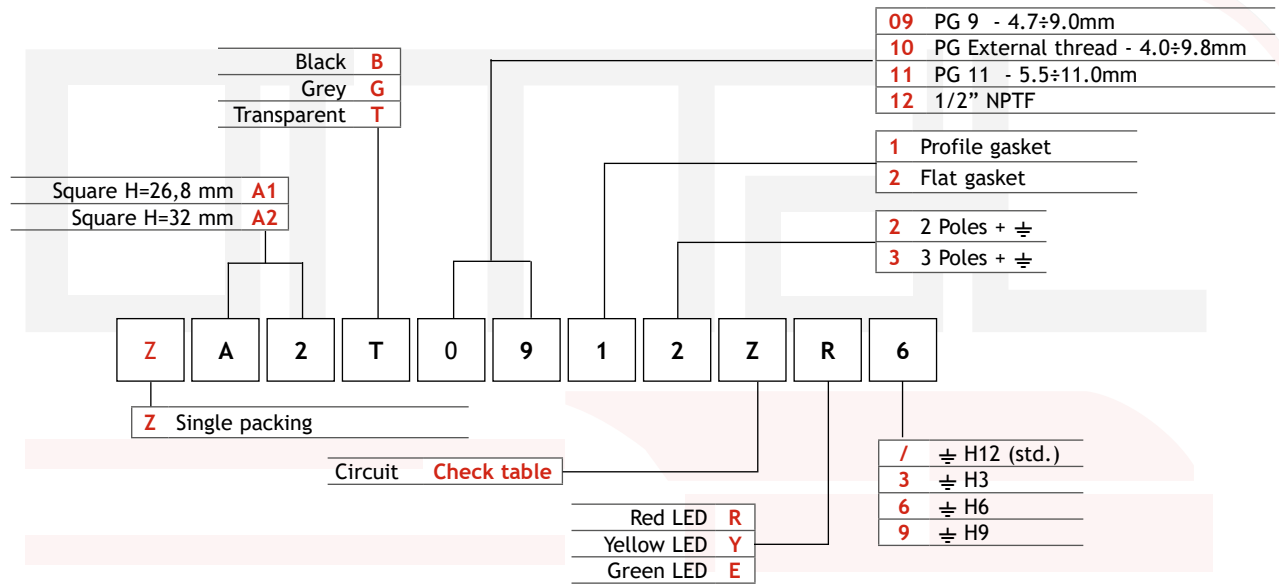 09 PG 9 - 4.7÷9.0mm
10 PG External thread - 4.0÷9.8mm
11 PG 11 - 5.5÷11.0mm
12 1/2” NPTF
Black B
Grey G
Transparent T
1 Profile gasket
2 Flat gasket
Square H=26,8 mm A1
Square H=32 mm A2
2 2 Poles + ⏚
3 3 Poles + ⏚
Z A 2 T 0 9 1 2 Z R 6
Z Single packing
Circuit Check table
/ ⏚ H12 (std.)
3 ⏚ H3
6 ⏚ H6
9 ⏚ H9
Red LED R
Yellow LED Y
Green LED E